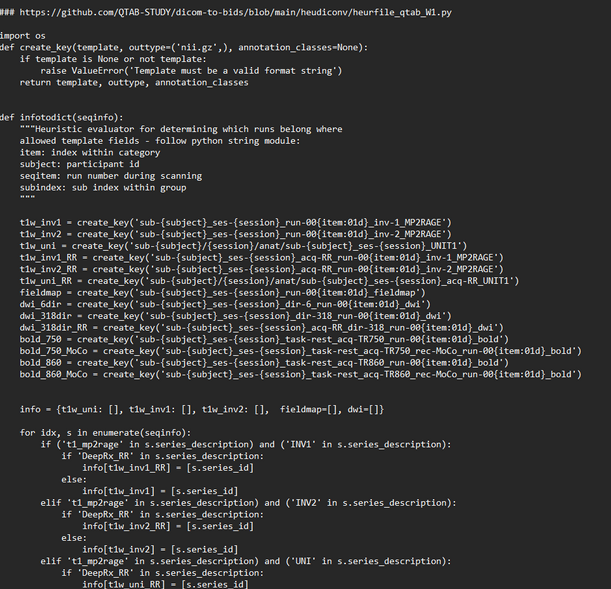 ### https://github.com/QTAB-STUDY/dicom-to-bids/blob/main/heudiconv/heurfile_qtab_W1.py

import os
def create_key(template, outtype=('nii.gz',), annotation_classes=None):
    if template is None or not template:
        raise ValueError('Template must be a valid format string')
    return template, outtype, annotation_classes


def infotodict(seqinfo):
    """Heuristic evaluator for determining which runs belong where
    allowed template fields - follow python string module:
    item: index within category
    subject: participant id
    seqitem: run number during scanning
    subindex: sub index within group
    """

    t1w_inv1 = create_key('sub-{subject}_ses-{session}_run-00{item:01d}_inv-1_MP2RAGE')
    t1w_inv2 = create_key('sub-{subject}_ses-{session}_run-00{item:01d}_inv-2_MP2RAGE')
    t1w_uni = create_key('sub-{subject}/{session}/anat/sub-{subject}_ses-{session}_UNIT1')
    t1w_inv1_RR = create_key('sub-{subject}_ses-{session}_acq-RR_run-00{item:01d}_inv-1_MP2RAGE')
    t1w_inv2_RR = create_key('sub-{subject}_ses-{session}_acq-RR_run-00{item:01d}_inv-2_MP2RAGE')
    t1w_uni_RR = create_key('sub-{subject}/{session}/anat/sub-{subject}_ses-{session}_acq-RR_UNIT1')
    fieldmap = create_key('sub-{subject}_ses-{session}_run-00{item:01d}_fieldmap')
    dwi_6dir = create_key('sub-{subject}_ses-{session}_dir-6_run-00{item:01d}_dwi')
    dwi_318dir = create_key('sub-{subject}_ses-{session}_dir-318_run-00{item:01d}_dwi')
    dwi_318dir_RR = create_key('sub-{subject}_ses-{session}_acq-RR_dir-318_run-00{item:01d}_dwi')
    bold_750 = create_key('sub-{subject}_ses-{session}_task-rest_acq-TR750_run-00{item:01d}_bold')
    bold_750_MoCo = create_key('sub-{subject}_ses-{session}_task-rest_acq-TR750_rec-MoCo_run-00{item:01d}_bold')
    bold_860 = create_key('sub-{subject}_ses-{session}_task-rest_acq-TR860_run-00{item:01d}_bold')
    bold_860_MoCo = create_key('sub-{subject}_ses-{session}_task-rest_acq-TR860_rec-MoCo_run-00{item:01d}_bold')


    info = {t1w_uni: [], t1w_inv1: [], t1w_inv2: [],  fieldmap=[], dwi=[]}

    for idx, s in enumerate(seqinfo):
        if ('t1_mp2rage' in s.series_description) and ('INV1' in s.series_description):
            if 'DeepRx_RR' in s.series_description:
                info[t1w_inv1_RR] = [s.series_id]
            else:
                info[t1w_inv1] = [s.series_id]
        elif 't1_mp2rage' in s.series_description) and ('INV2' in s.series_description):
            if 'DeepRx_RR' in s.series_description:
                info[t1w_inv2_RR] = [s.series_id]
            else:
                info[t1w_inv2] = [s.series_id]
        elif 't1_mp2rage' in s.series_description) and ('UNI' in s.series_description):
            if 'DeepRx_RR' in s.series_description:
                info[t1w_uni_RR] = [s.series_id]